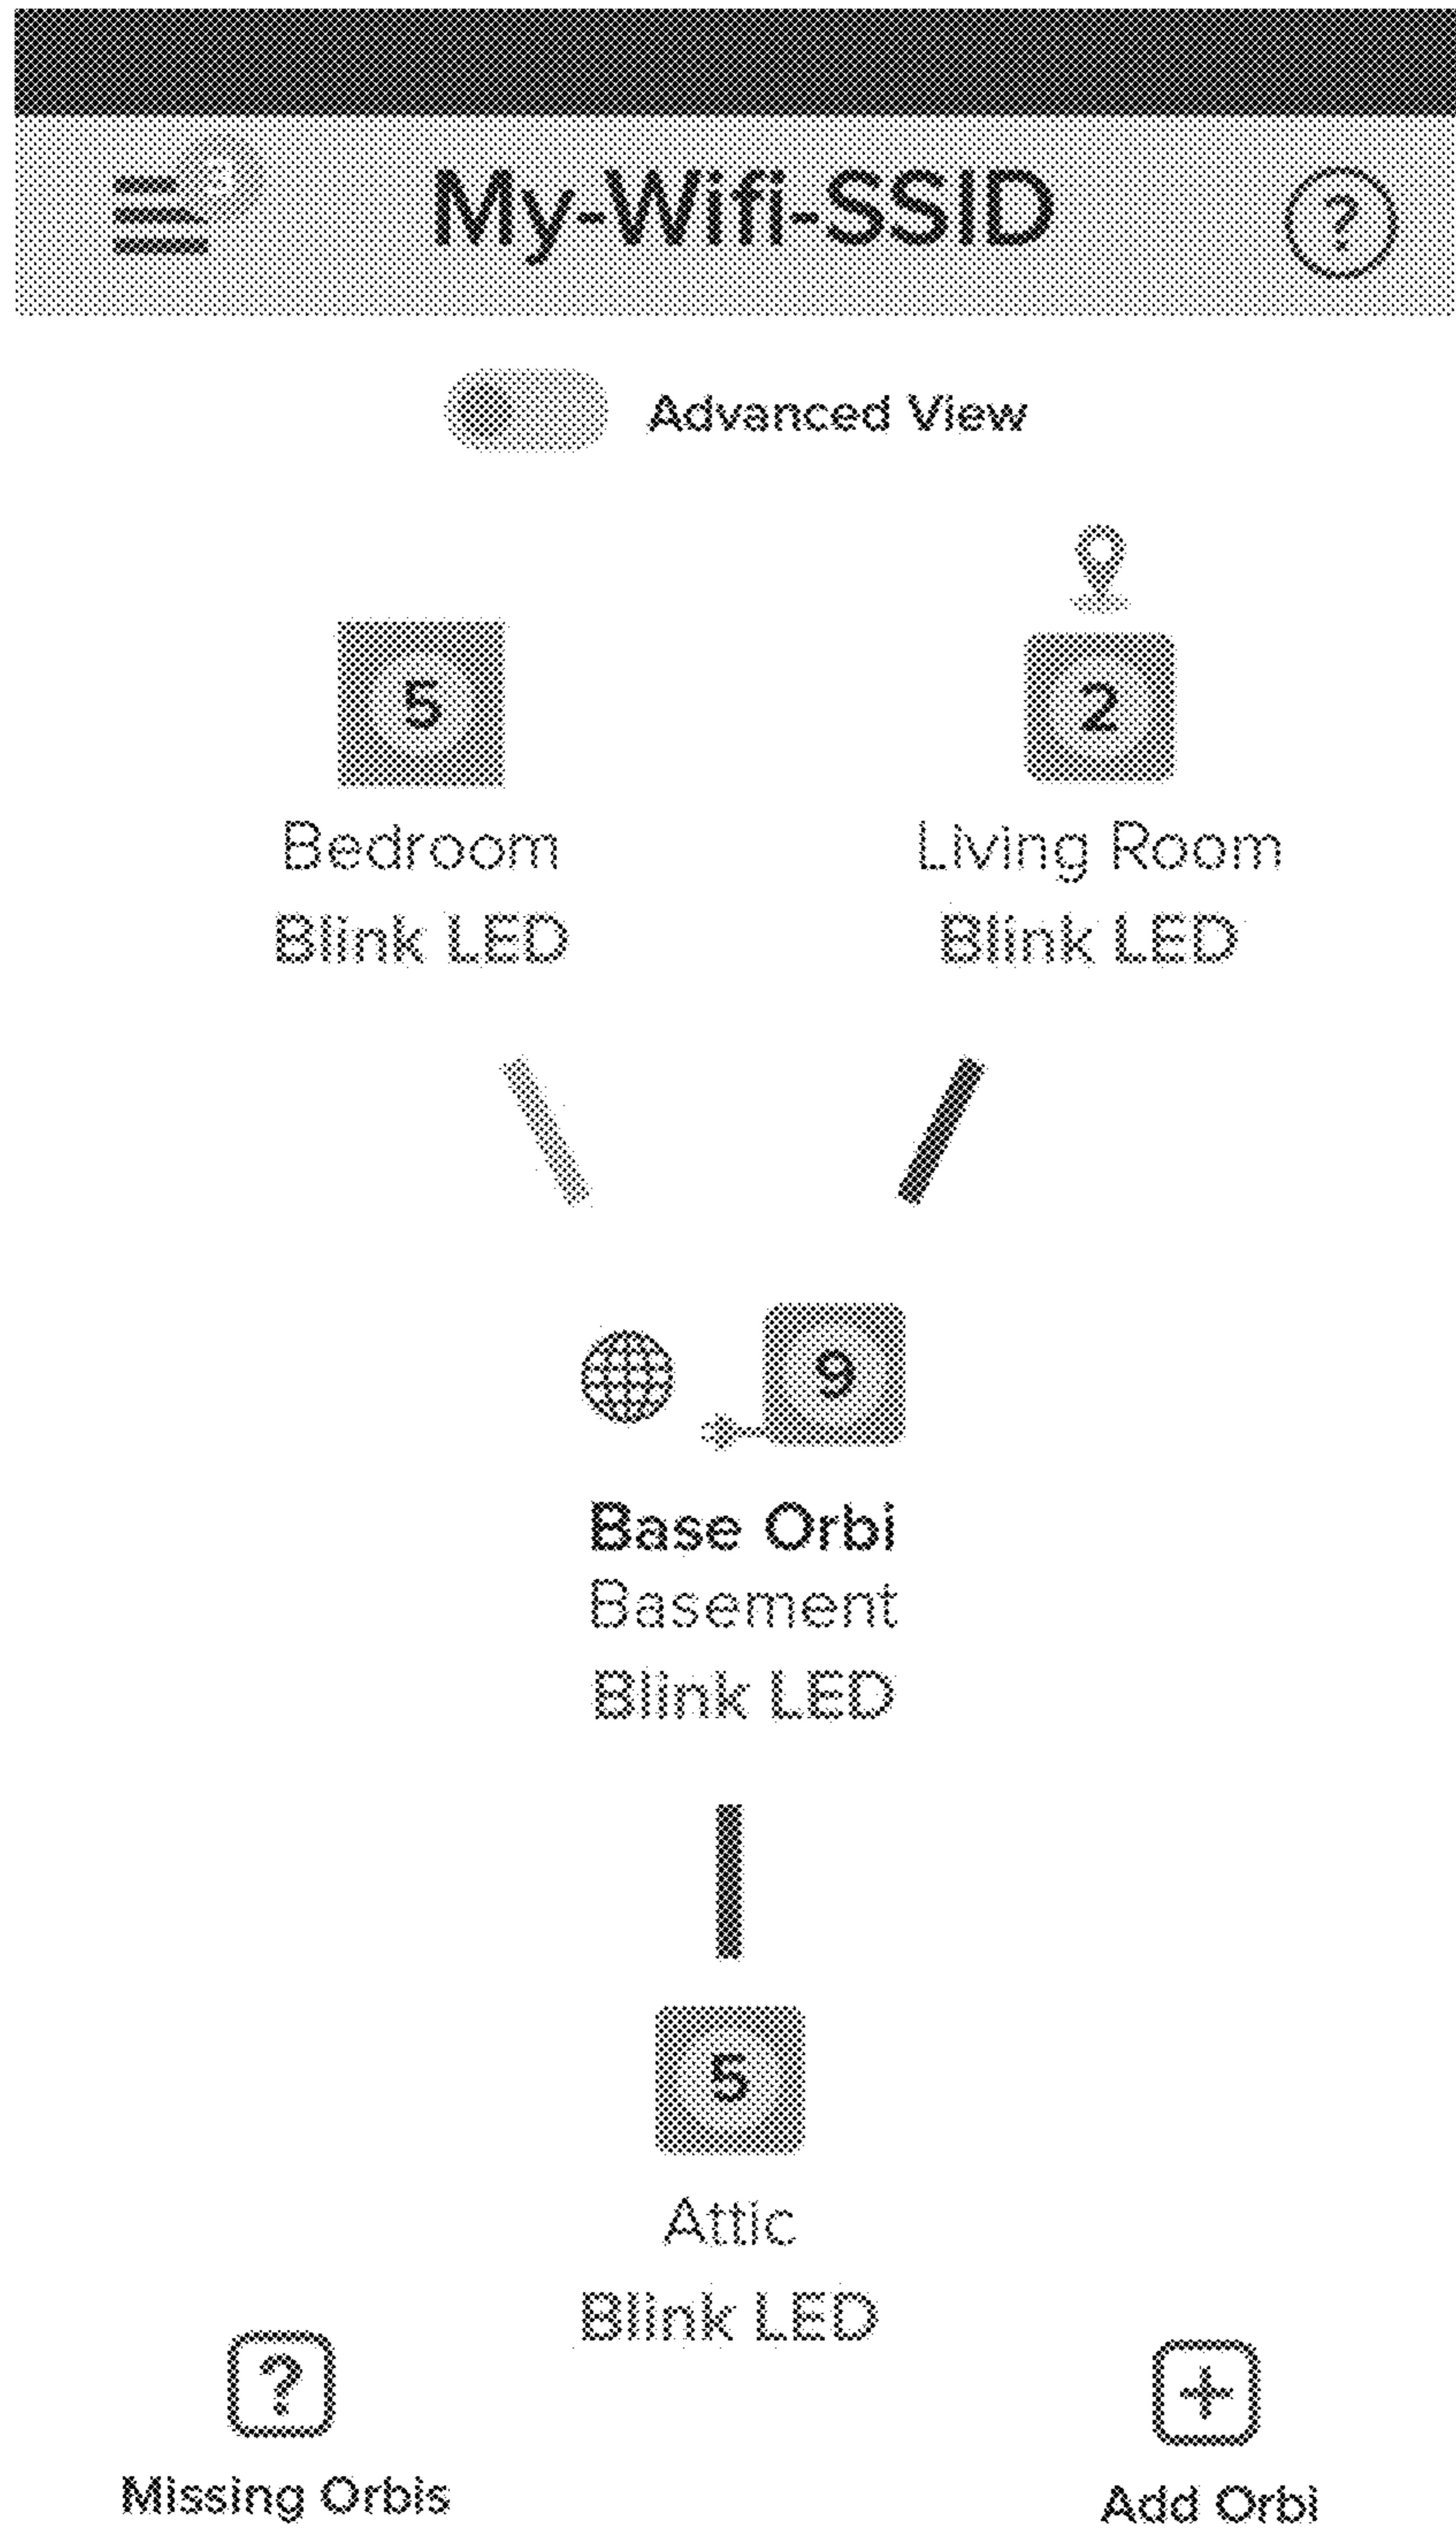 My-Wifi-SSID ?
Advanced View
5 2
Bedroom Living Room
Blink LED Blink LED
9
Base Orbi
Basement
Blink LED
5
Attic
Blink LED
? +
Missing Orbis Add Orbi